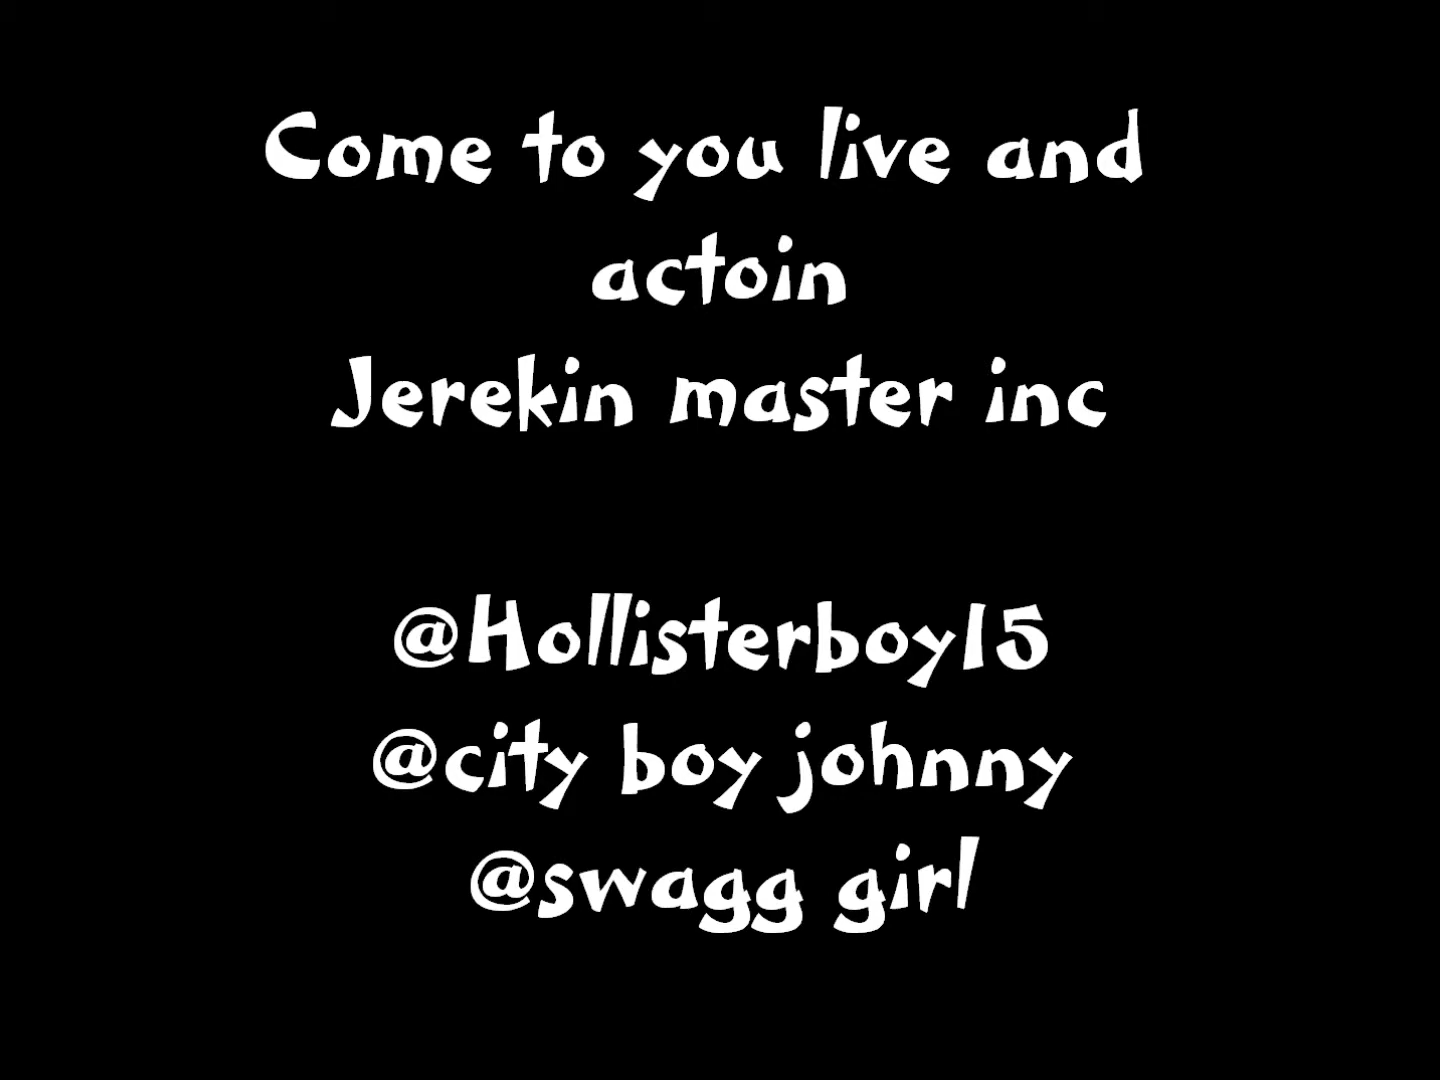 Come to you live and
actoin
Jerekin master inc
@Hollisterboy15
@city boy johnny
@swagg girl